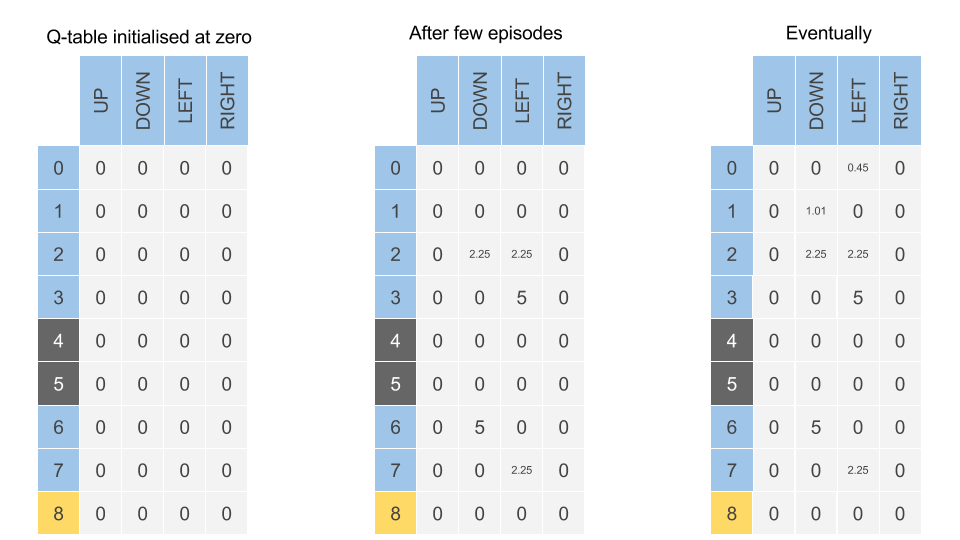 Q-table initialised at zero
UP DOWN LEFT RIGHT
0 0 0 0 0
1 0 0 0 0
2 0 0 0 0
3 0 0 0 0
4 0 0 0 0
5 0 0 0 0
6 0 0 0 0
7 0 0 0 0
8 0 0 0 0
After few episodes
UP DOWN LEFT RIGHT
0 0 0 0 0
1 0 0 0 0
2 0 2.25 2.25 0
3 0 0 5 0
4 0 0 0 0
5 0 0 0 0
6 0 5 0 0
7 0 0 2.25 0
8 0 0 0 0
Eventually
UP DOWN LEFT RIGHT
0 0 0 0.45 0
1 0 1.01 0 0
2 0 2.25 2.25 0
3 0 0 5 0
4 0 0 0 0
5 0 0 0 0
6 0 5 0 0
7 0 0 2.25 0
8 0 0 0 0